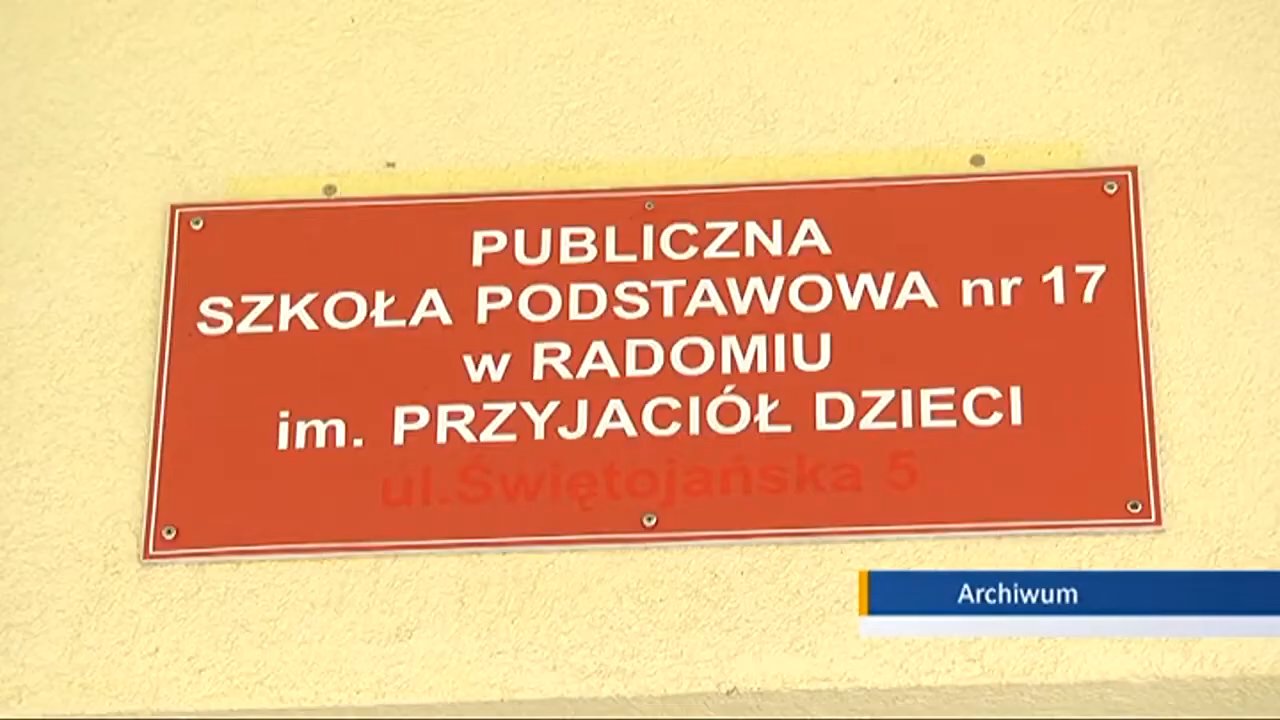 PUBLICZNA
SZKOŁA PODSTAWOWA nr 17
w RADOMIU
im. PRZYJACIÓŁ DZIECI
ul.Świętojańska 5
Archiwum